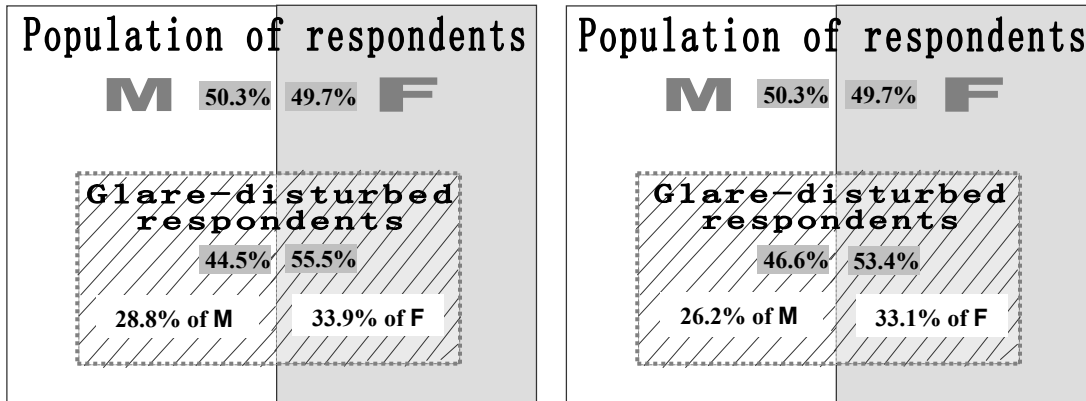 Population of respondents
M 50.3% 49.7% F
Glare-disturbed
respondents
44.5% 55.5%
28.8% of M 33.9% of F
Population of respondents
M 50.3% 49.7% F
Glare-disturbed
respondents
46.6% 53.4%
26.2% of M 33.1% of F